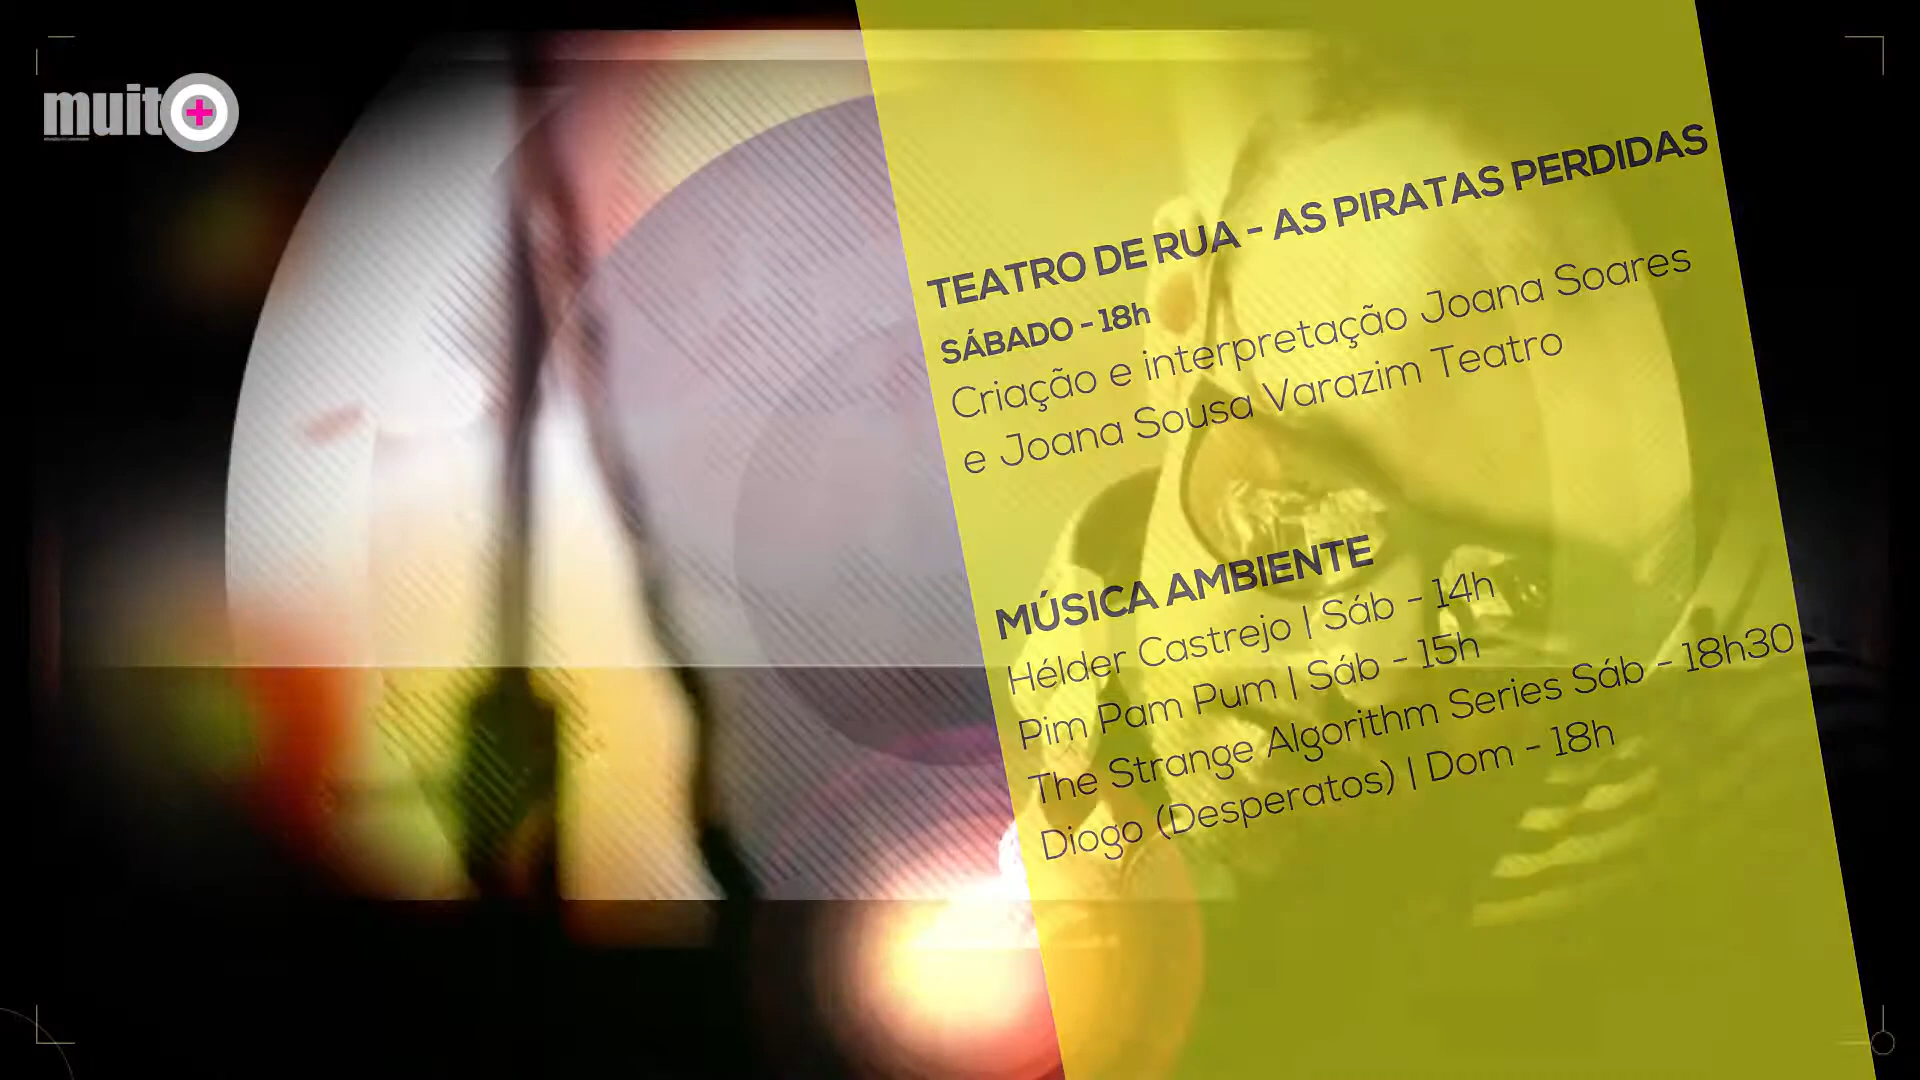 muito
TEATRO DE RUA - AS PIRATAS PERDIDAS
SÁBADO - 18h
Criação e interpretação Joana Soares
e Joana Sousa Varazim Teatro
MÚSICA AMBIENTE
Hélder Castrejo | Sáb - 14h
Pim Pam Pum | Sáb - 15h
The Strange Algorithm Series Sáb - 18h30
Diogo (Desperatos) | Dom - 18h